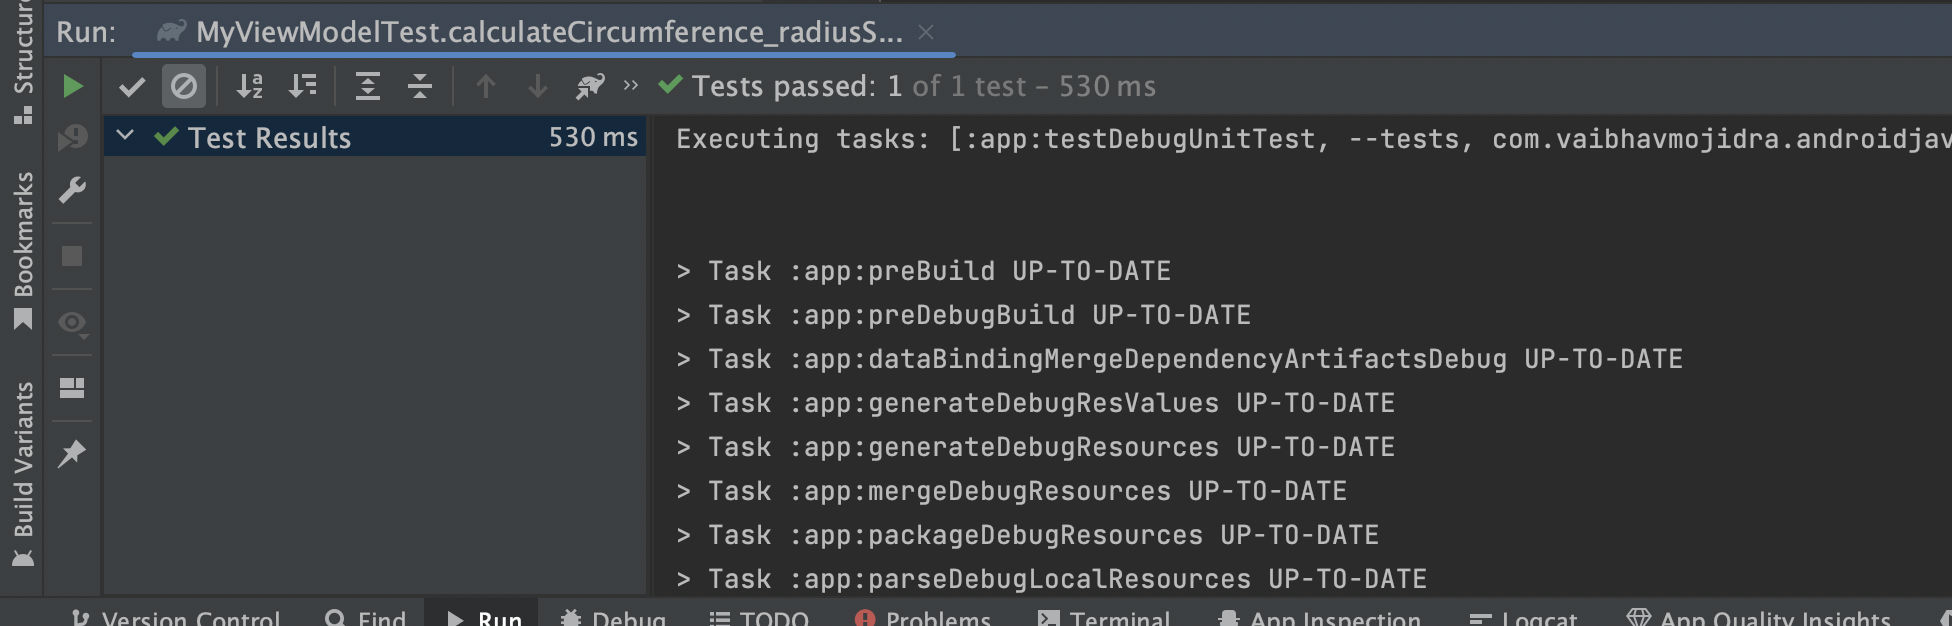 Run: MyViewModelTest.calculateCircumference_radiusS...
Tests passed: 1 of 1 test – 530 ms
Test Results 530 ms
Executing tasks: [:app:testDebugUnitTest, --tests, com.vaibhavmojidra.androidjav
> Task :app:preBuild UP-TO-DATE
> Task :app:preDebugBuild UP-TO-DATE
> Task :app:dataBindingMergeDependencyArtifactsDebug UP-TO-DATE
> Task :app:generateDebugResValues UP-TO-DATE
> Task :app:generateDebugResources UP-TO-DATE
> Task :app:mergeDebugResources UP-TO-DATE
> Task :app:packageDebugResources UP-TO-DATE
> Task :app:parseDebugLocalResources UP-TO-DATE
Structure
Bookmarks
Build Variants
Version Control Find Run Debug TODO Problems Terminal App Inspection Logcat App Quality Insights